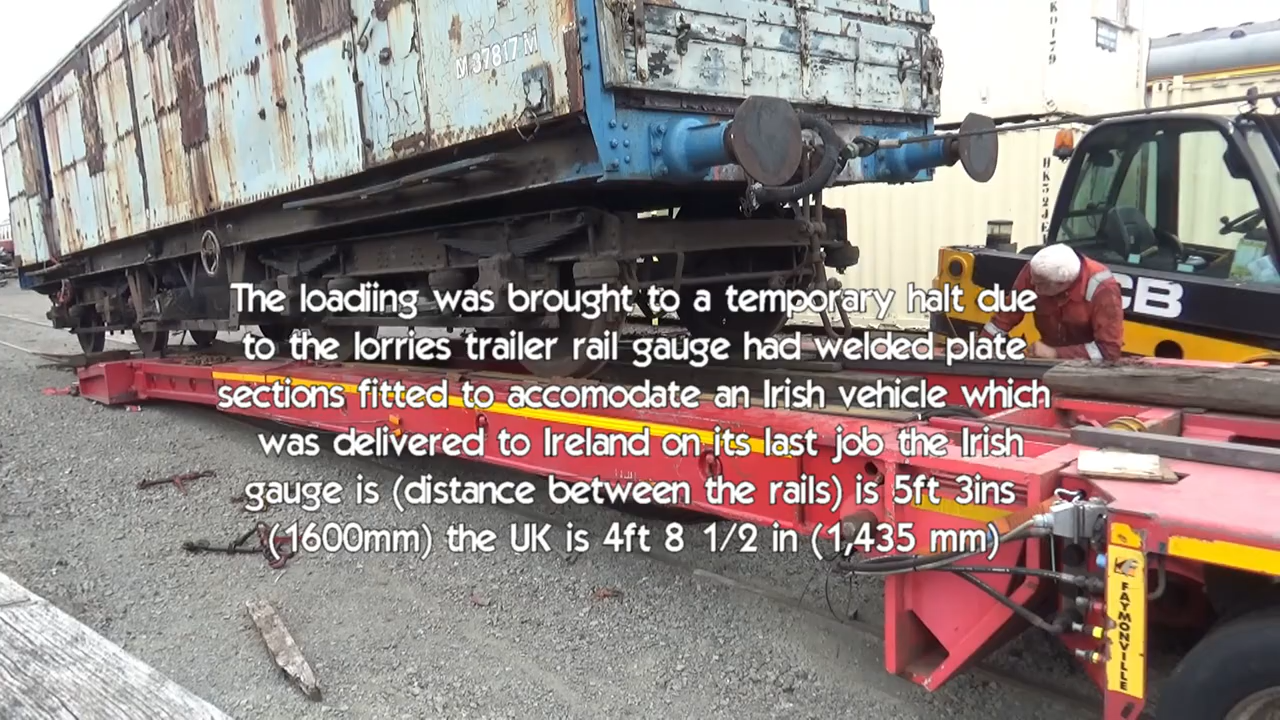 M 37817 M
The loadiing was brought to a temporary halt due
to the lorries trailer rail gauge had welded plate
sections fitted to accomodate an Irish vehicle which
was delivered to Ireland on its last job the Irish
gauge is (distance between the rails) is 5ft 3ins
(1600mm) the UK is 4ft 8 1/2 in (1,435 mm)
CB
FAYMONVILLE